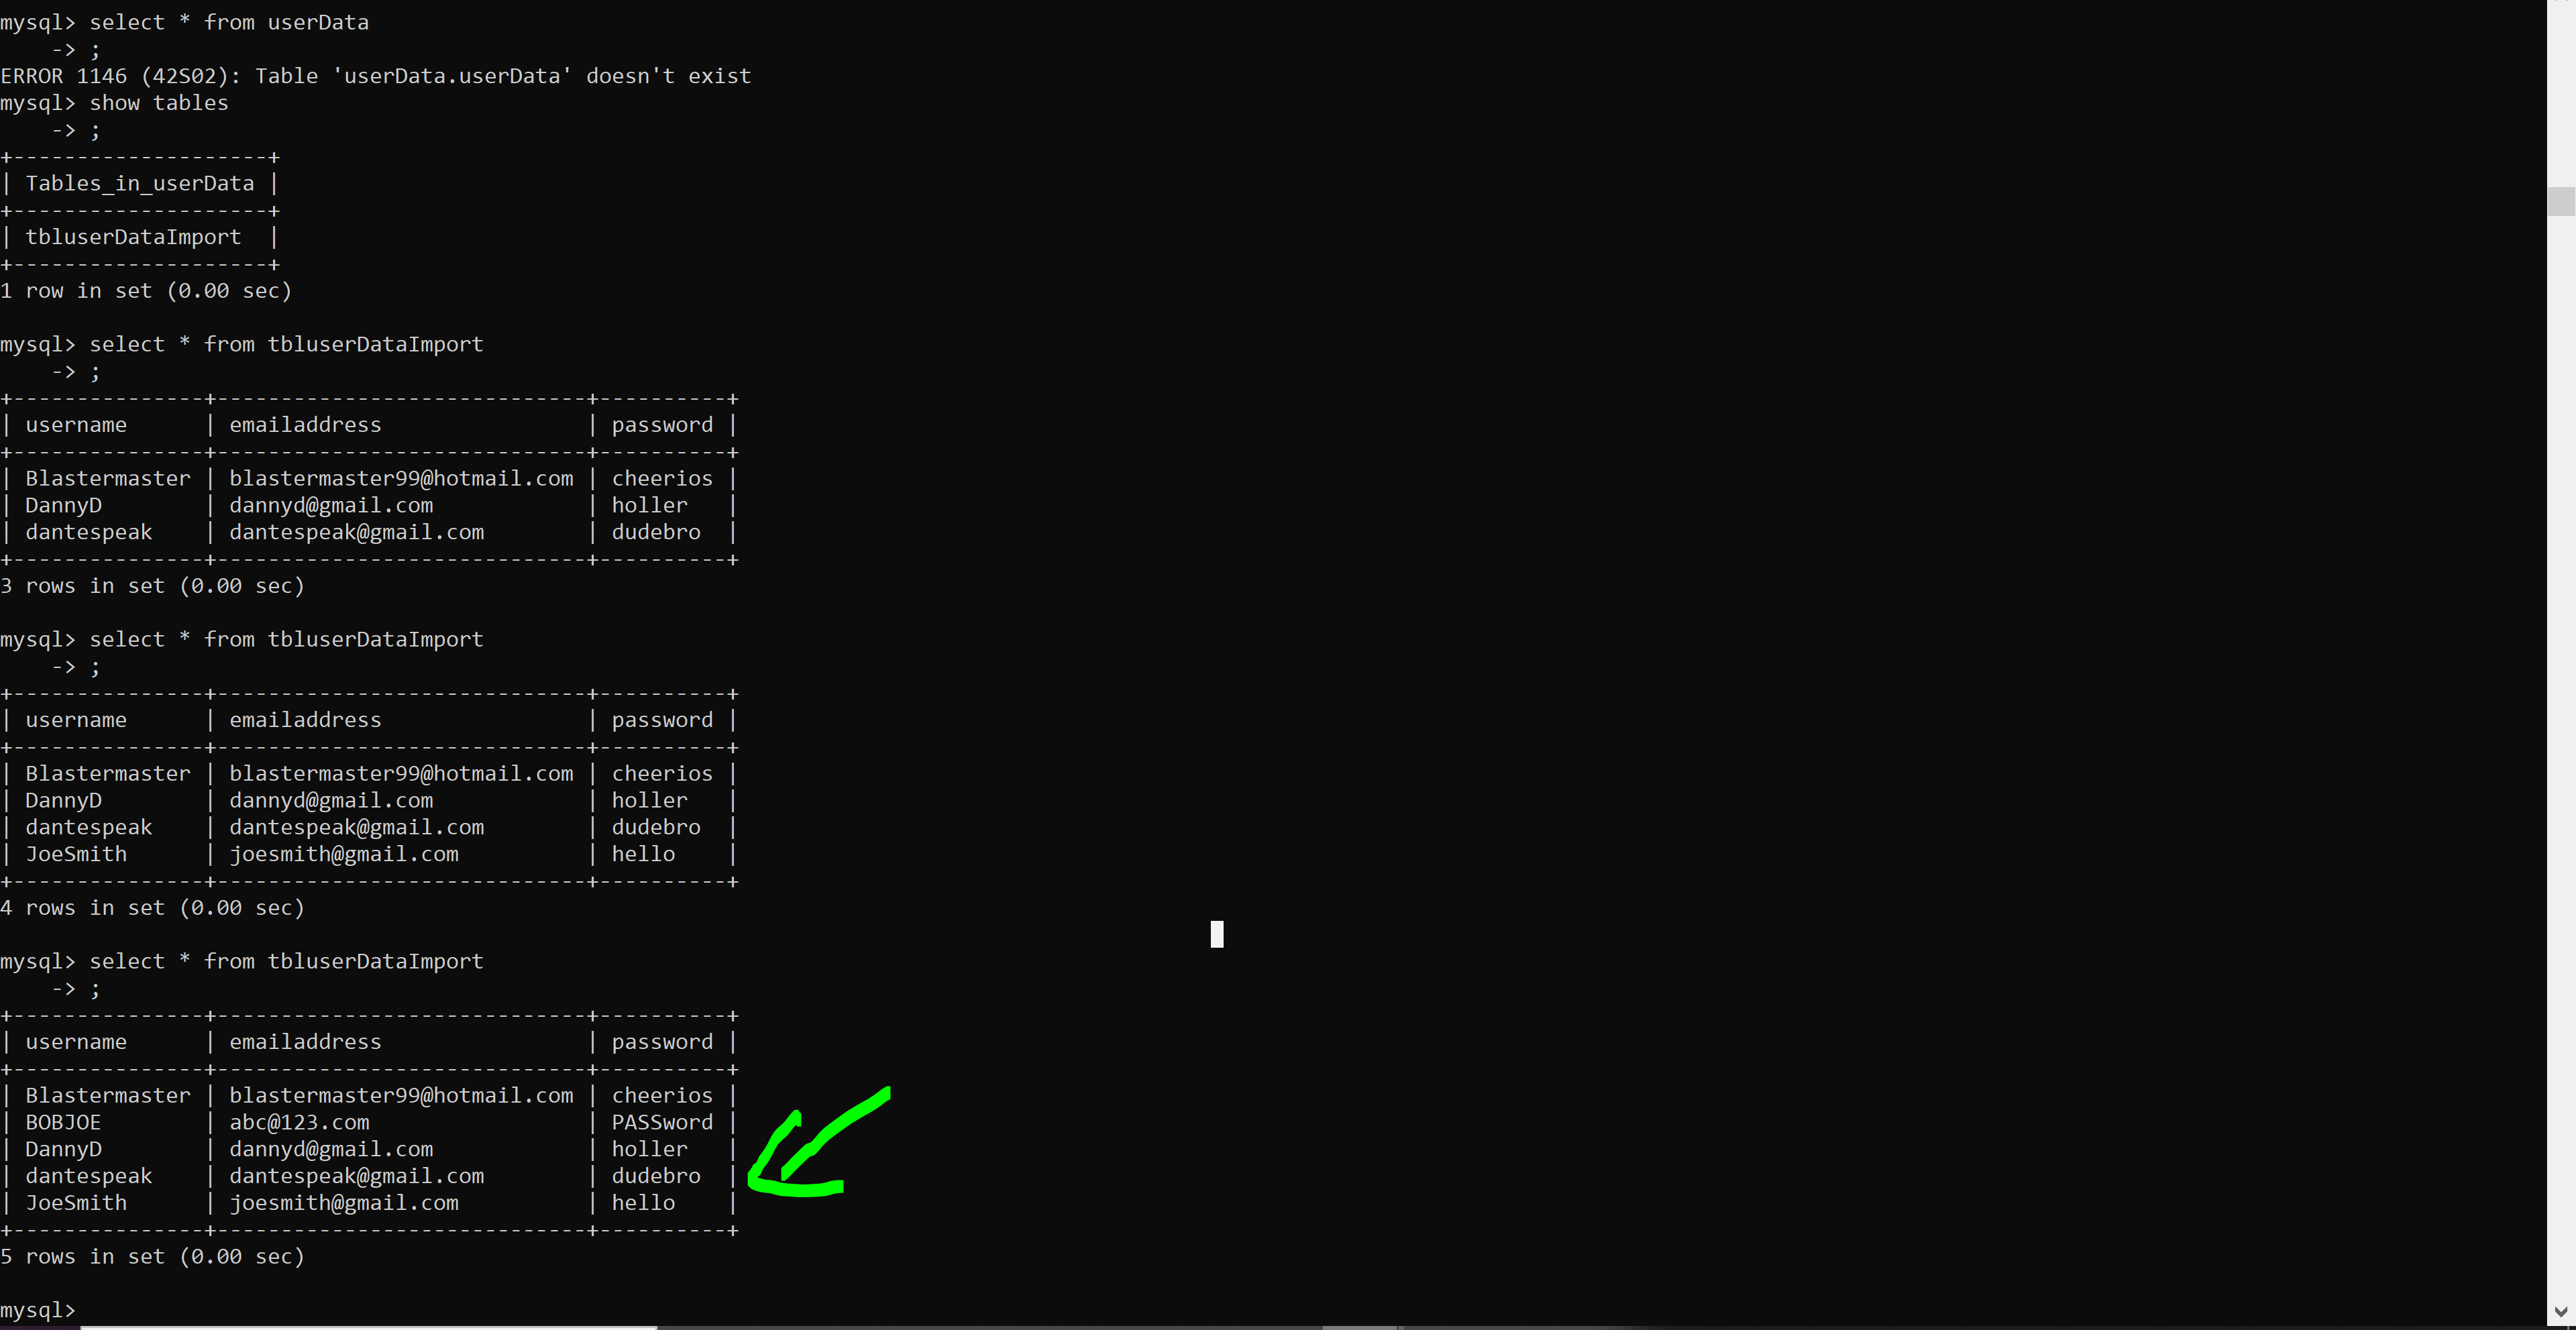 mysql> select * from userData
    -> ;
ERROR 1146 (42S02): Table 'userData.userData' doesn't exist
mysql> show tables
    -> ;
+--------------------+
| Tables_in_userData |
+--------------------+
| tbluserDataImport  |
+--------------------+
1 row in set (0.00 sec)

mysql> select * from tbluserDataImport
    -> ;
+---------------+-----------------------------+----------+
| username      | emailaddress                | password |
+---------------+-----------------------------+----------+
| Blastermaster | blastermaster99@hotmail.com | cheerios |
| DannyD        | dannyd@gmail.com            | holler   |
| dantespeak    | dantespeak@gmail.com        | dudebro  |
+---------------+-----------------------------+----------+
3 rows in set (0.00 sec)

mysql> select * from tbluserDataImport
    -> ;
+---------------+-----------------------------+----------+
| username      | emailaddress                | password |
+---------------+-----------------------------+----------+
| Blastermaster | blastermaster99@hotmail.com | cheerios |
| DannyD        | dannyd@gmail.com            | holler   |
| dantespeak    | dantespeak@gmail.com        | dudebro  |
| JoeSmith      | joesmith@gmail.com          | hello    |
+---------------+-----------------------------+----------+
4 rows in set (0.00 sec)

mysql> select * from tbluserDataImport
    -> ;
+---------------+-----------------------------+----------+
| username      | emailaddress                | password |
+---------------+-----------------------------+----------+
| Blastermaster | blastermaster99@hotmail.com | cheerios |
| BOBJOE        | abc@123.com                 | PASSword |
| DannyD        | dannyd@gmail.com            | holler   |
| dantespeak    | dantespeak@gmail.com        | dudebro  |
| JoeSmith      | joesmith@gmail.com          | hello    |
+---------------+-----------------------------+----------+
5 rows in set (0.00 sec)

mysql>